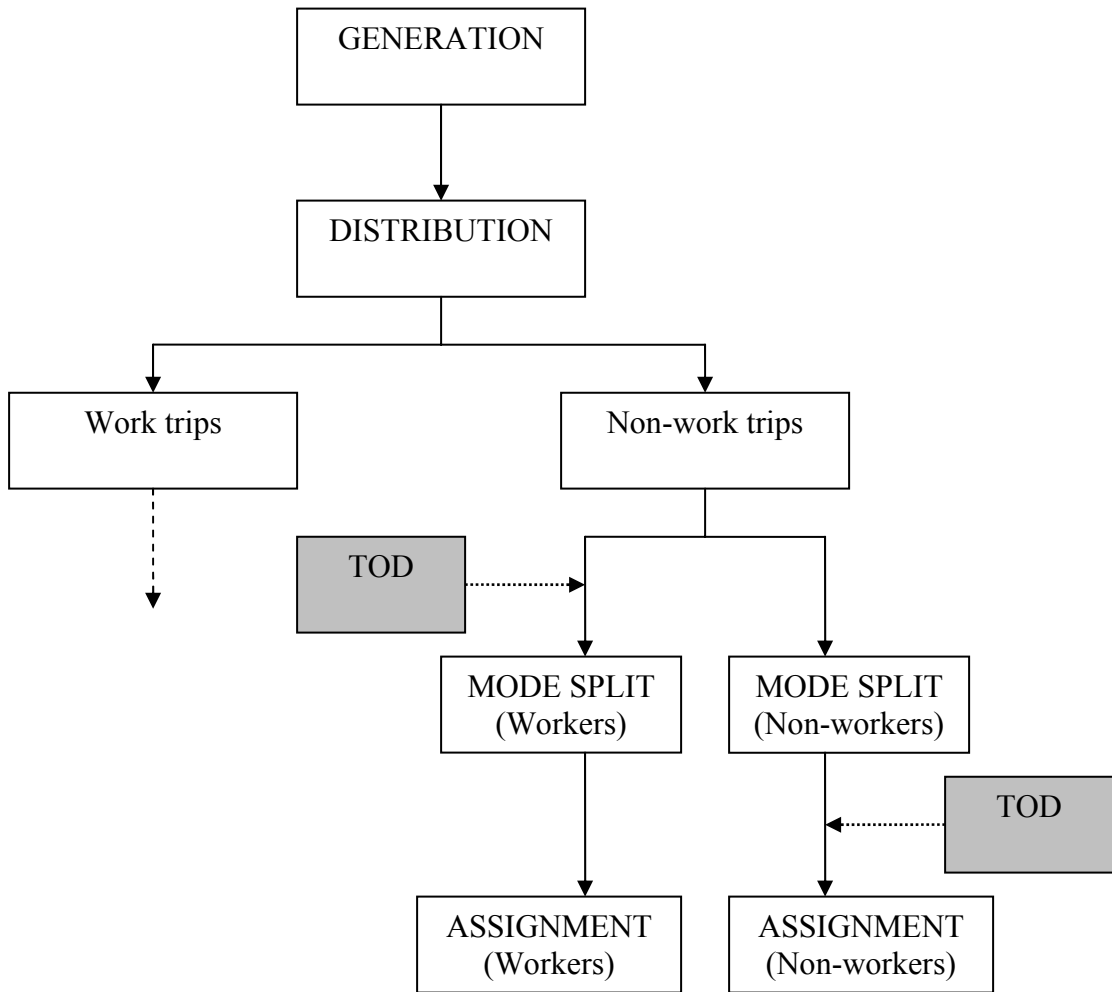 GENERATION
DISTRIBUTION
Work trips
Non-work trips
TOD
MODE SPLIT
(Workers)
MODE SPLIT
(Non-workers)
TOD
ASSIGNMENT
(Workers)
ASSIGNMENT
(Non-workers)